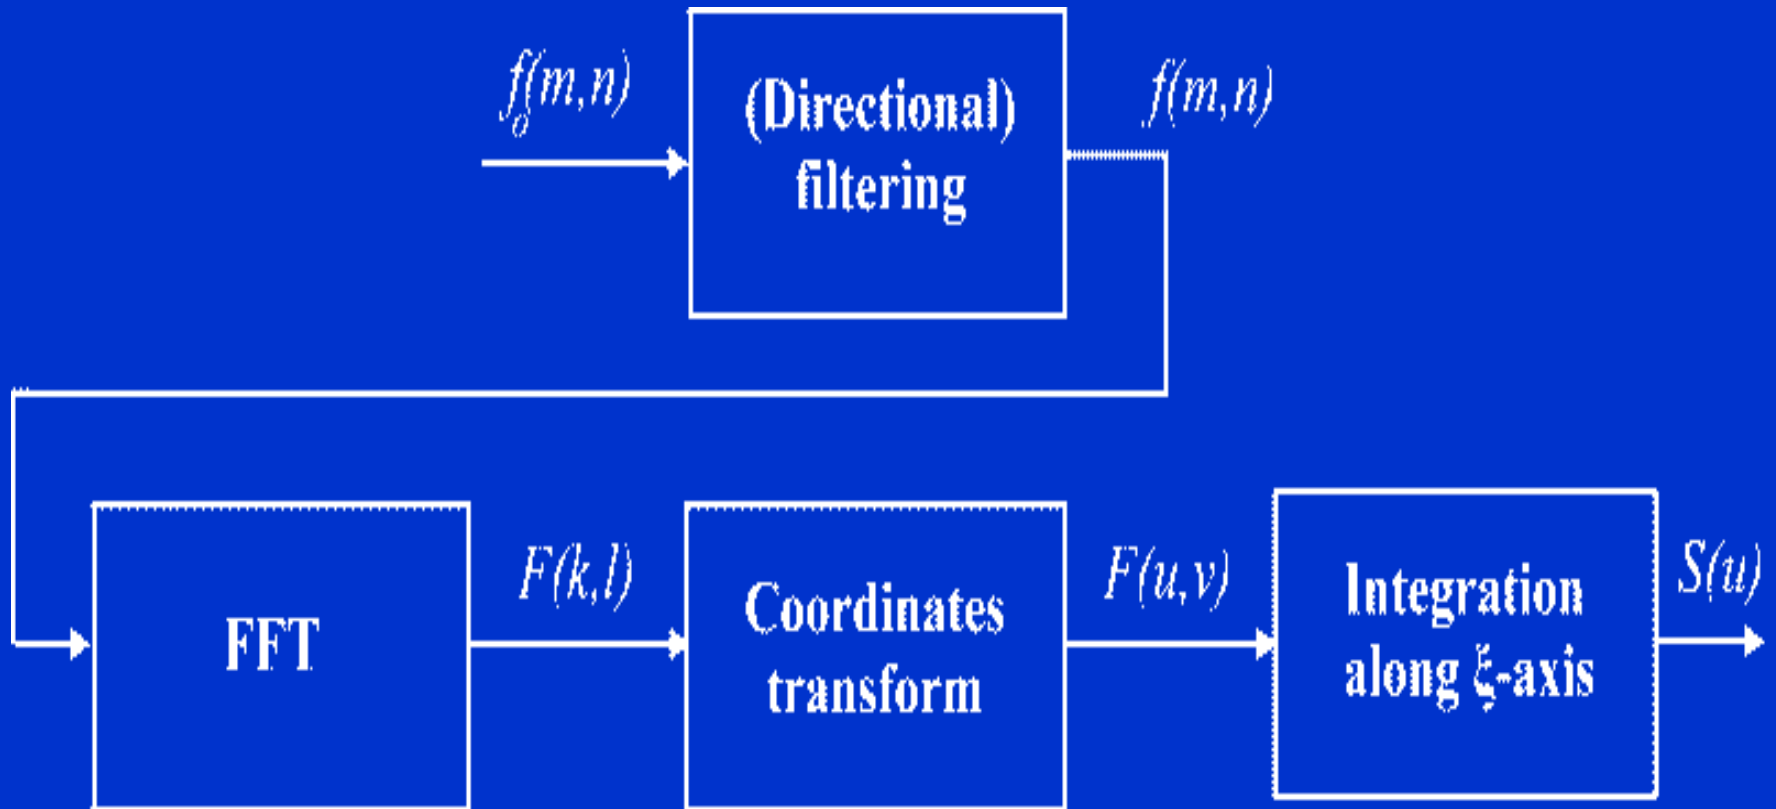 f₀(m,n)
(Directional)
filtering
f(m,n)
FFT
F(k,l)
Coordinates
transform
F(u,v)
Integration
along ξ-axis
S(u)